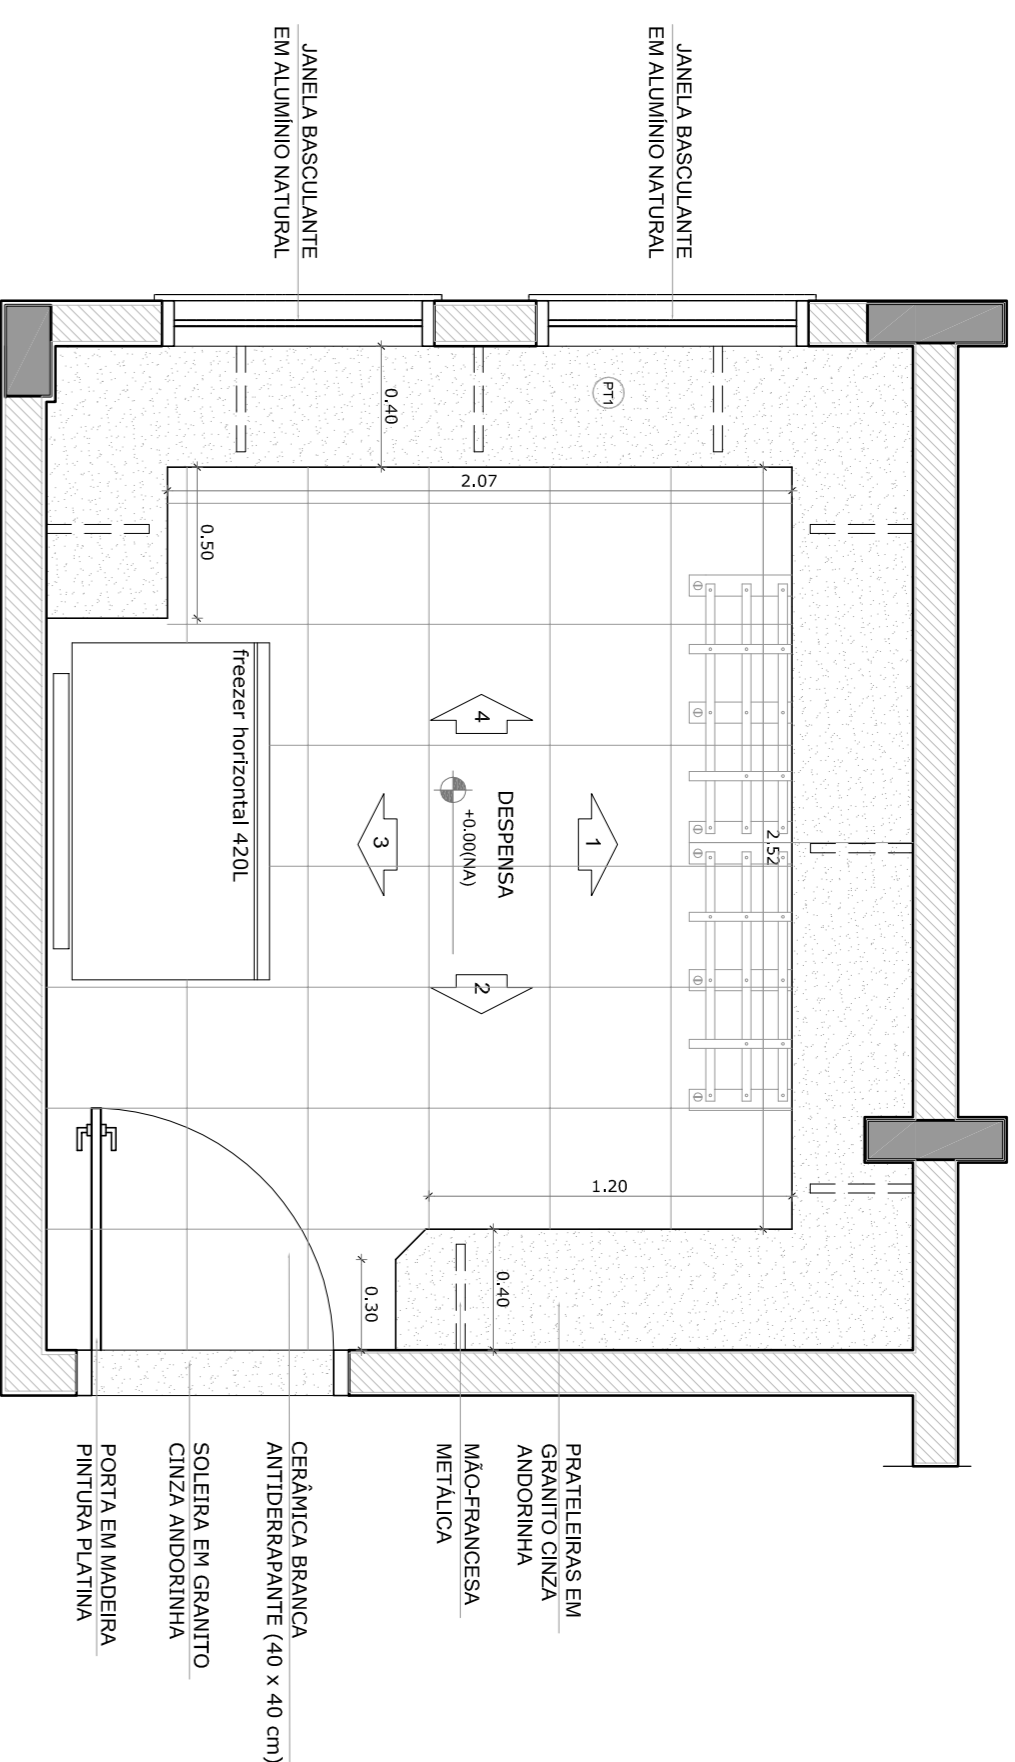 JANELA BASCULANTE
EM ALUMÍNIO NATURAL
JANELA BASCULANTE
EM ALUMÍNIO NATURAL
0.40
PT1
2.07
0.50
freezer horizontal 420L
4
DESPENSA
+0.00(NA)
1
3
2
2.52
1.20
0.40
0.30
PRATELEIRAS EM
GRANITO CINZA
ANDORINHA
MÃO-FRANCESA
METÁLICA
CERÂMICA BRANCA
ANTIDERRAPANTE (40 x 40 cm)
SOLEIRA EM GRANITO
CINZA ANDORINHA
PORTA EM MADEIRA
PINTURA PLATINA